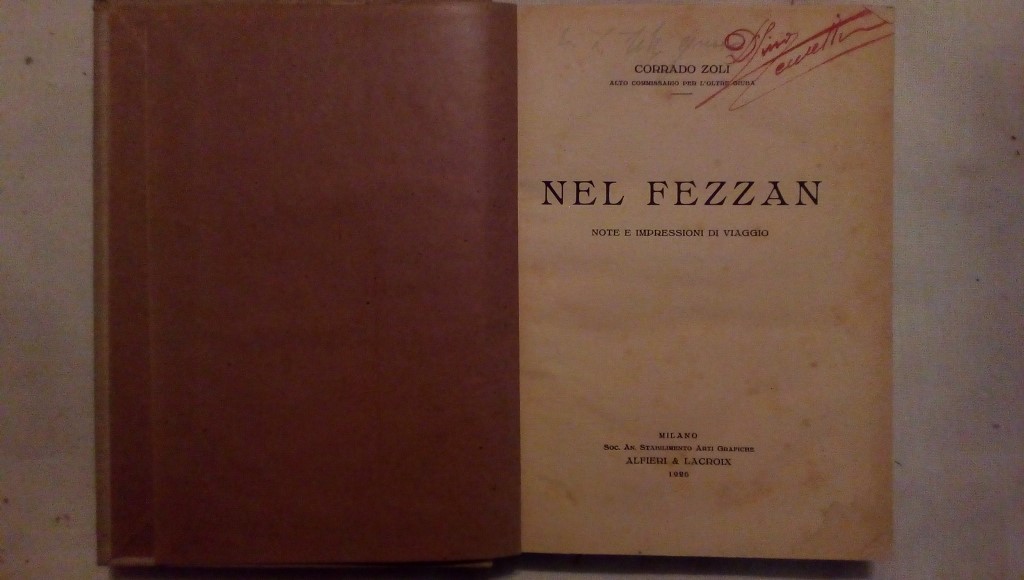 CORRADO ZOLI
ALTO COMMISSARIO PER L'OLTRE GIUBA
NEL FEZZAN
NOTE E IMPRESSIONI DI VIAGGIO
MILANO
SOC. AN. STABILIMENTO ARTI GRAFICHE
ALFIERI & LACROIX
1926